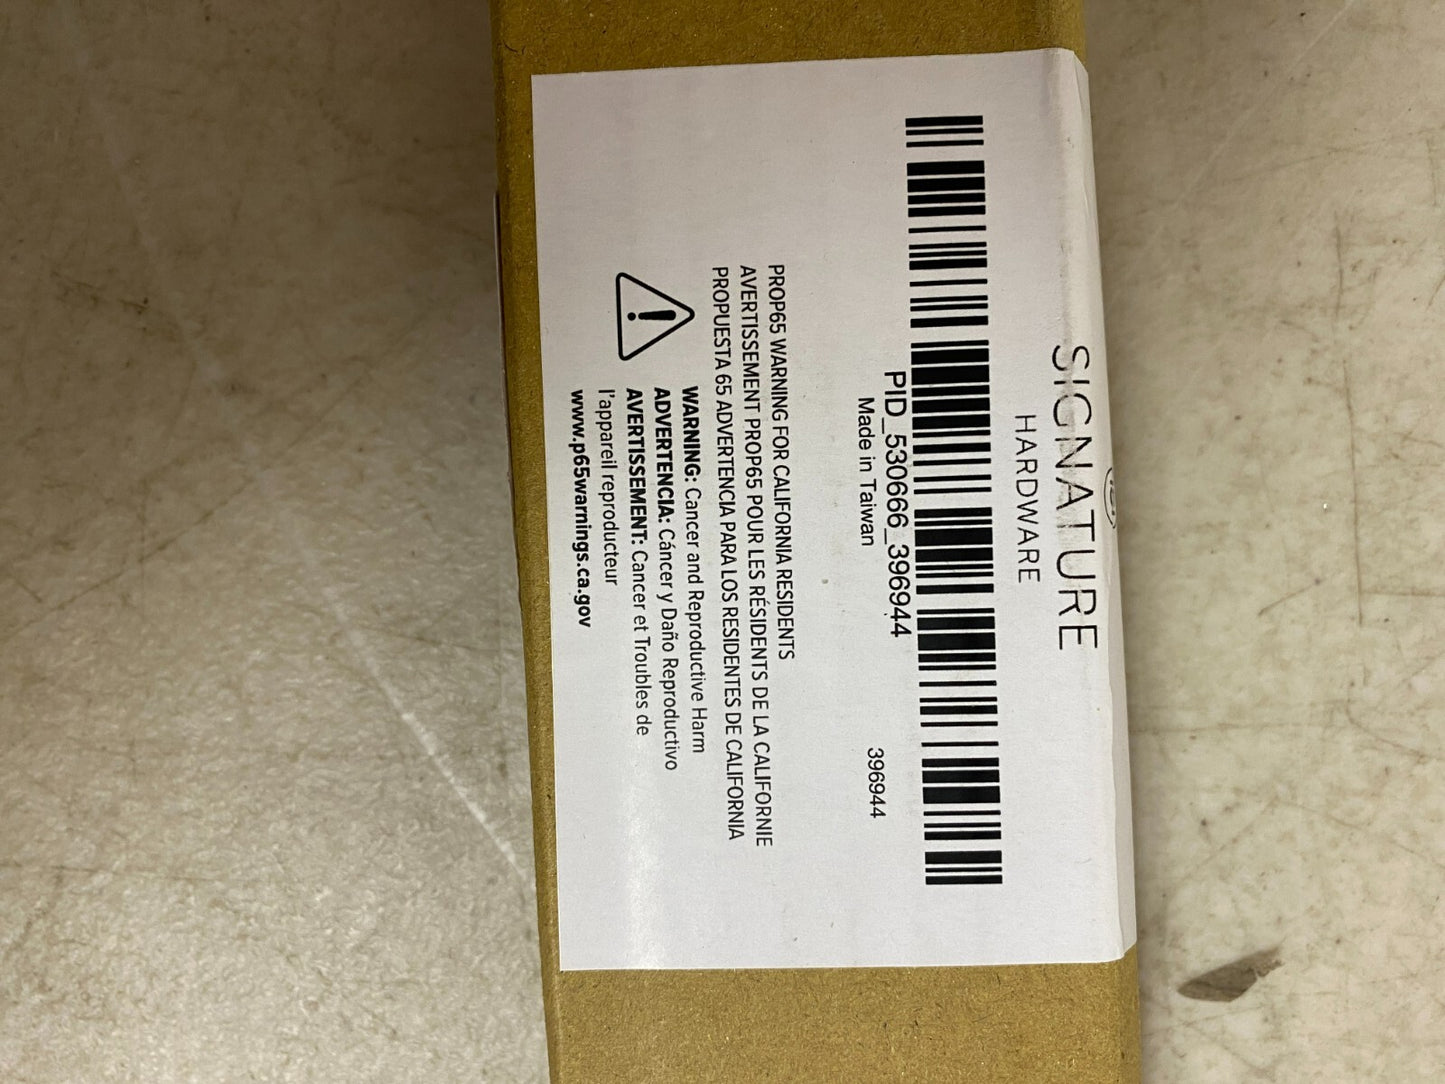 SIGNATURE
HARDWARE
PID_530666_396944
Made in Taiwan
396944
PROP65 WARNING FOR CALIFORNIA RESIDENTS
AVERTISSEMENT PROP65 POUR LES RÉSIDENTS DE LA CALIFORNIE
PROPUESTA 65 ADVERTENCIA PARA LOS RESIDENTES DE CALIFORNIA
WARNING: Cancer and Reproductive Harm
ADVERTENCIA: Cáncer y Daño Reproductivo
AVERTISSEMENT: Cancer et Troubles de
l'appareil reproducteur
www.p65warnings.ca.gov